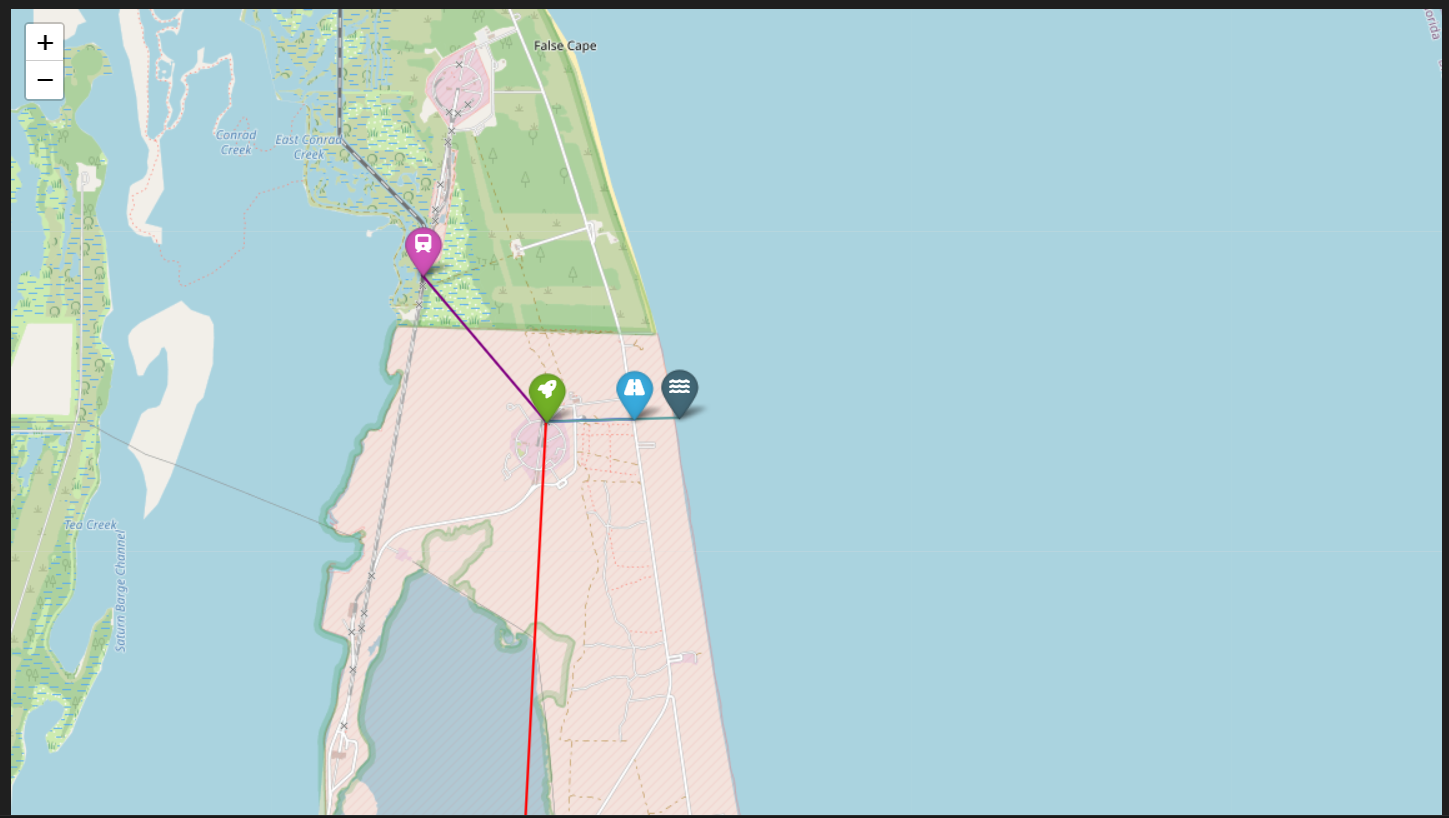 +
−
False Cape
Conrad
Creek
East Conrad
Creek
Tea Creek
Saturn Barge Channel